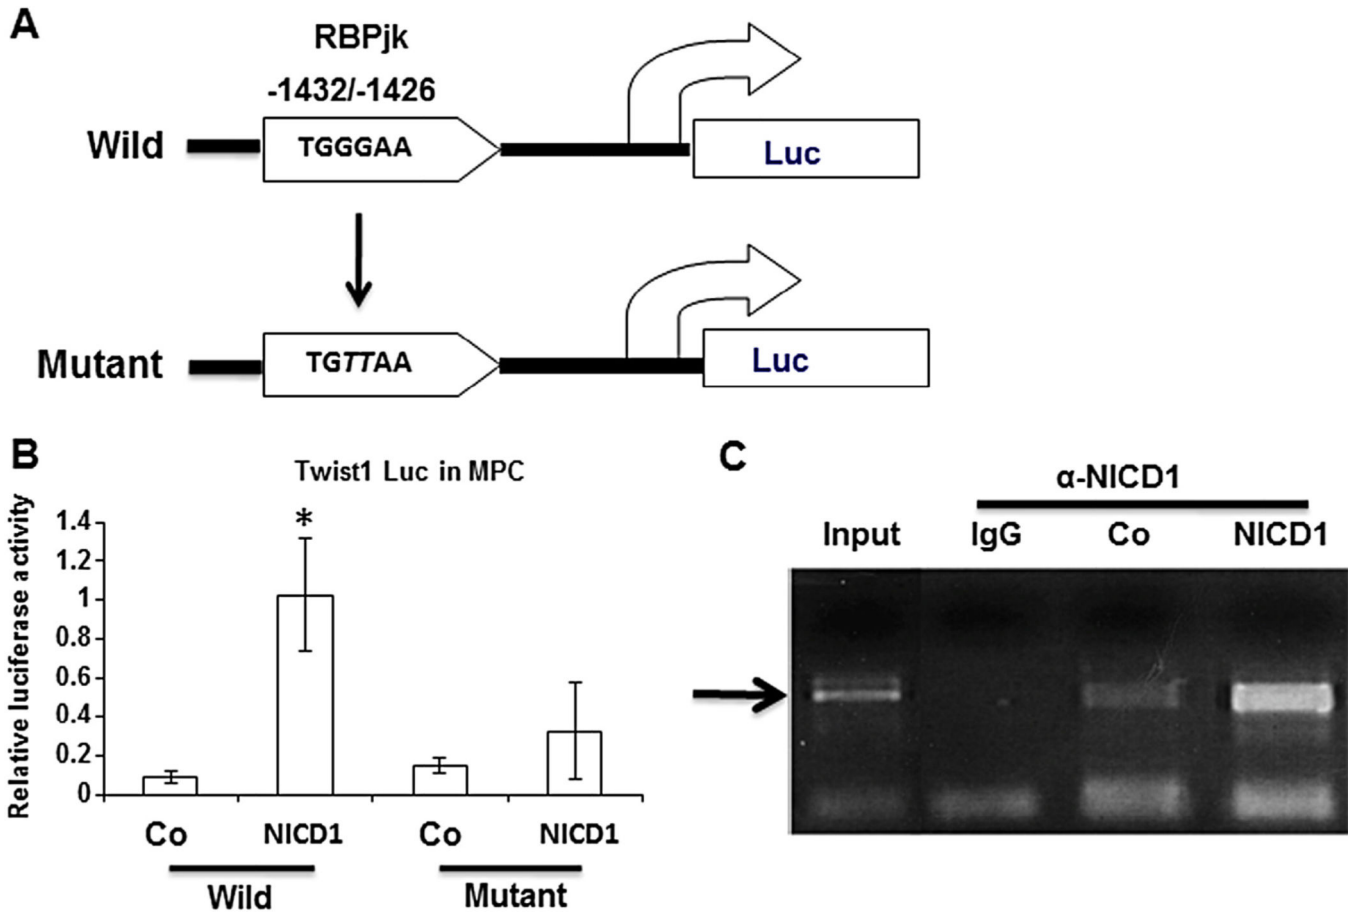 A
RBPjk
-1432/-1426
Wild
TGGGAA
Luc
Mutant
TGTTAA
Luc
B
Twist1 Luc in MPC
Relative luciferase activity
1.4
1.2
1
0.8
0.6
0.4
0.2
0
*
Co
NICD1
Co
NICD1
Wild
Mutant
C
α-NICD1
Input
IgG
Co
NICD1